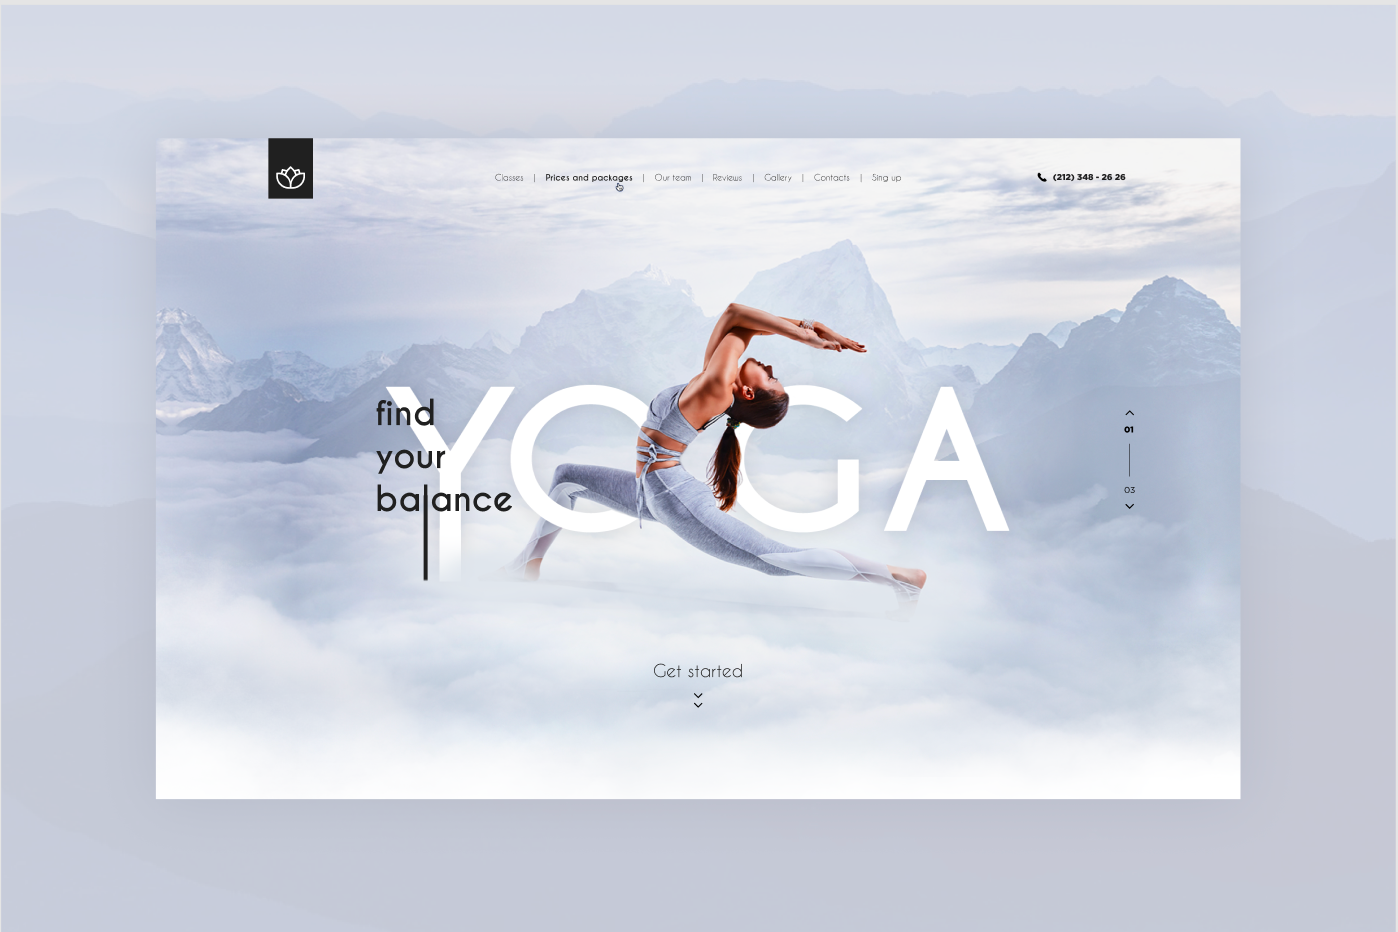 Classes | Prices and packages | Our team | Reviews | Gallery | Contacts | Sing up
(212) 348 - 26 26
YOGA
find
your
balance
01
03
Get started